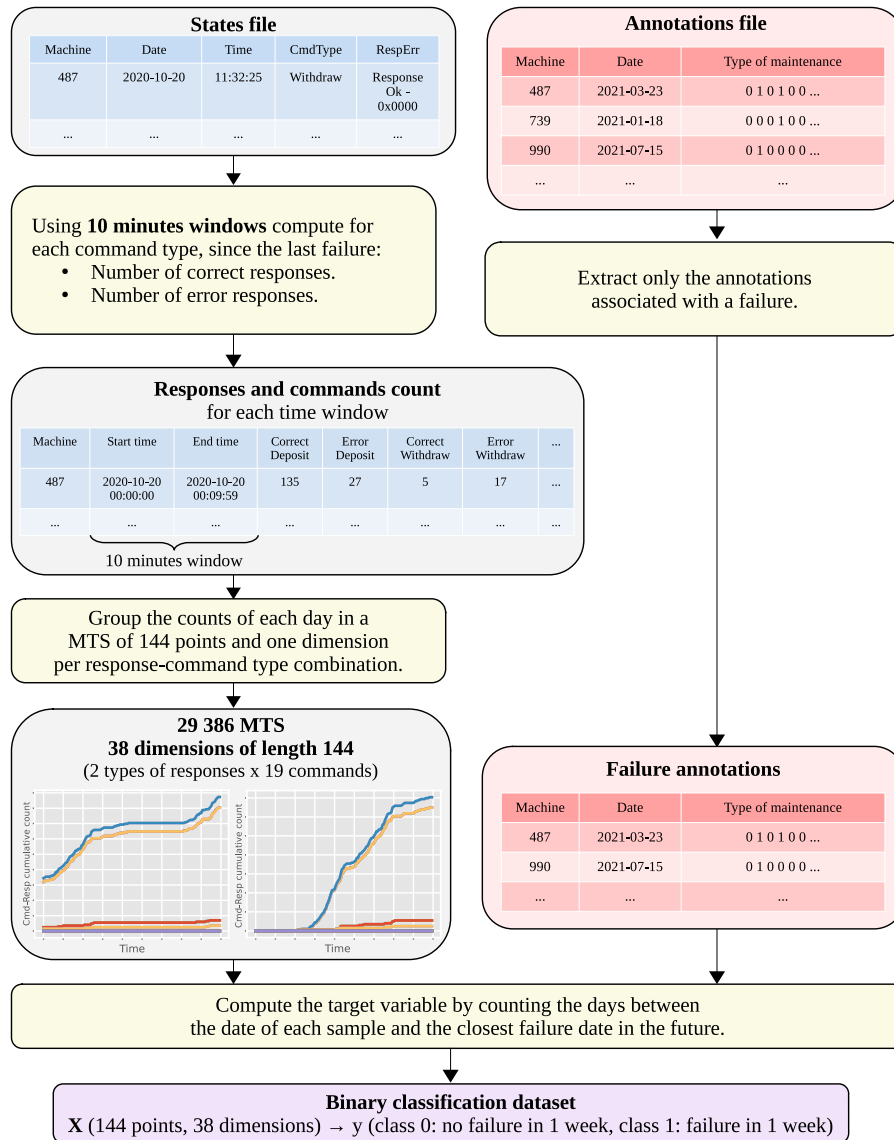 States file
Machine Date Time CmdType RespErr
487 2020-10-20 11:32:25 Withdraw Response
Ok -
0x0000
... ... ... ... ...
Using 10 minutes windows compute for
each command type, since the last failure:
• Number of correct responses.
• Number of error responses.
Responses and commands count
for each time window
Machine Start time End time Correct Deposit Error Deposit Correct Withdraw Error Withdraw ...
487 2020-10-20 00:00:00 2020-10-20 00:09:59 135 27 5 17 ...
... ... ... ... ... ... ... ...
10 minutes window
Group the counts of each day in a
MTS of 144 points and one dimension
per response-command type combination.
29 386 MTS
38 dimensions of length 144
(2 types of responses x 19 commands)
Cmd-Resp cumulative count
Time
Cmd-Resp cumulative count
Time
Annotations file
Machine Date Type of maintenance
487 2021-03-23 0 1 0 1 0 0 ...
739 2021-01-18 0 0 0 1 0 0 ...
990 2021-07-15 0 1 0 0 0 0 ...
... ... ...
Extract only the annotations
associated with a failure.
Failure annotations
Machine Date Type of maintenance
487 2021-03-23 0 1 0 1 0 0 ...
990 2021-07-15 0 1 0 0 0 0 ...
... ... ...
Compute the target variable by counting the days between
the date of each sample and the closest failure date in the future.
Binary classification dataset
X (144 points, 38 dimensions) → y (class 0: no failure in 1 week, class 1: failure in 1 week)